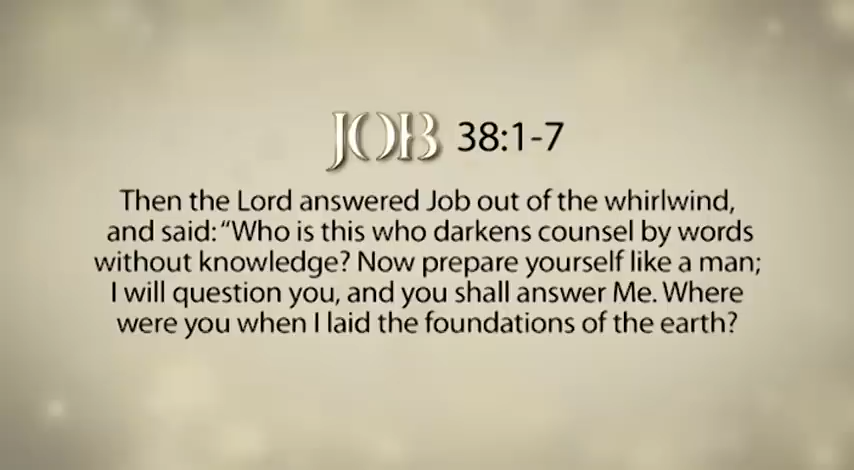 JOB 38:1-7
Then the Lord answered Job out of the whirlwind,
and said: “Who is this who darkens counsel by words
without knowledge? Now prepare yourself like a man;
I will question you, and you shall answer Me. Where
were you when I laid the foundations of the earth?